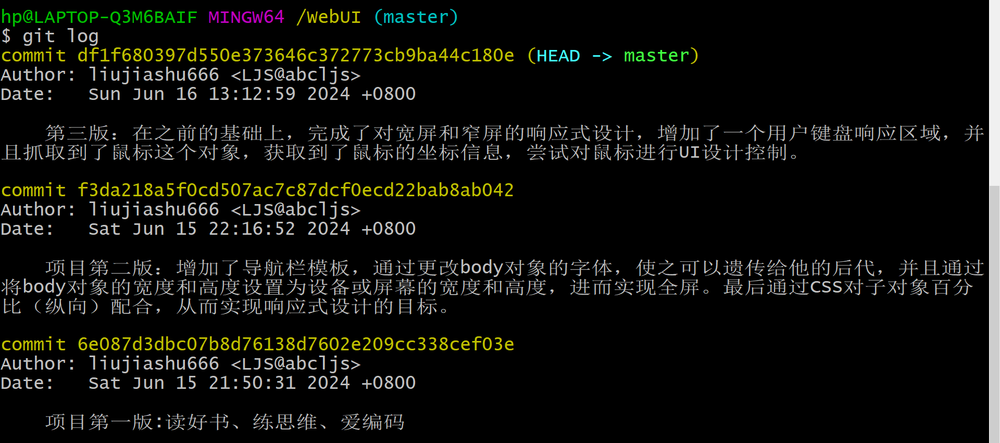 hp@LAPTOP-Q3M6BAIF MINGW64 /WebUI (master)
$ git log
commit df1f680397d550e373646c372773cb9ba44c180e (HEAD -> master)
Author: liujiashu666 <LJS@abcljs>
Date:   Sun Jun 16 13:12:59 2024 +0800
第三版：在之前的基础上，完成了对宽屏和窄屏的响应式设计，增加了一个用户键盘响应区域，并
且抓取到了鼠标这个对象，获取到了鼠标的坐标信息，尝试对鼠标进行UI设计控制。
commit f3da218a5f0cd507ac7c87dcf0ecd22bab8ab042
Author: liujiashu666 <LJS@abcljs>
Date:   Sat Jun 15 22:16:52 2024 +0800
项目第二版：增加了导航栏模板，通过更改body对象的字体，使之可以遗传给他的后代，并且通过
将body对象的宽度和高度设置为设备或屏幕的宽度和高度，进而实现全屏。最后通过CSS对子对象百分
比（纵向）配合，从而实现响应式设计的目标。
commit 6e087d3dbc07b8d76138d7602e209cc338cef03e
Author: liujiashu666 <LJS@abcljs>
Date:   Sat Jun 15 21:50:31 2024 +0800
项目第一版:读好书、练思维、爱编码